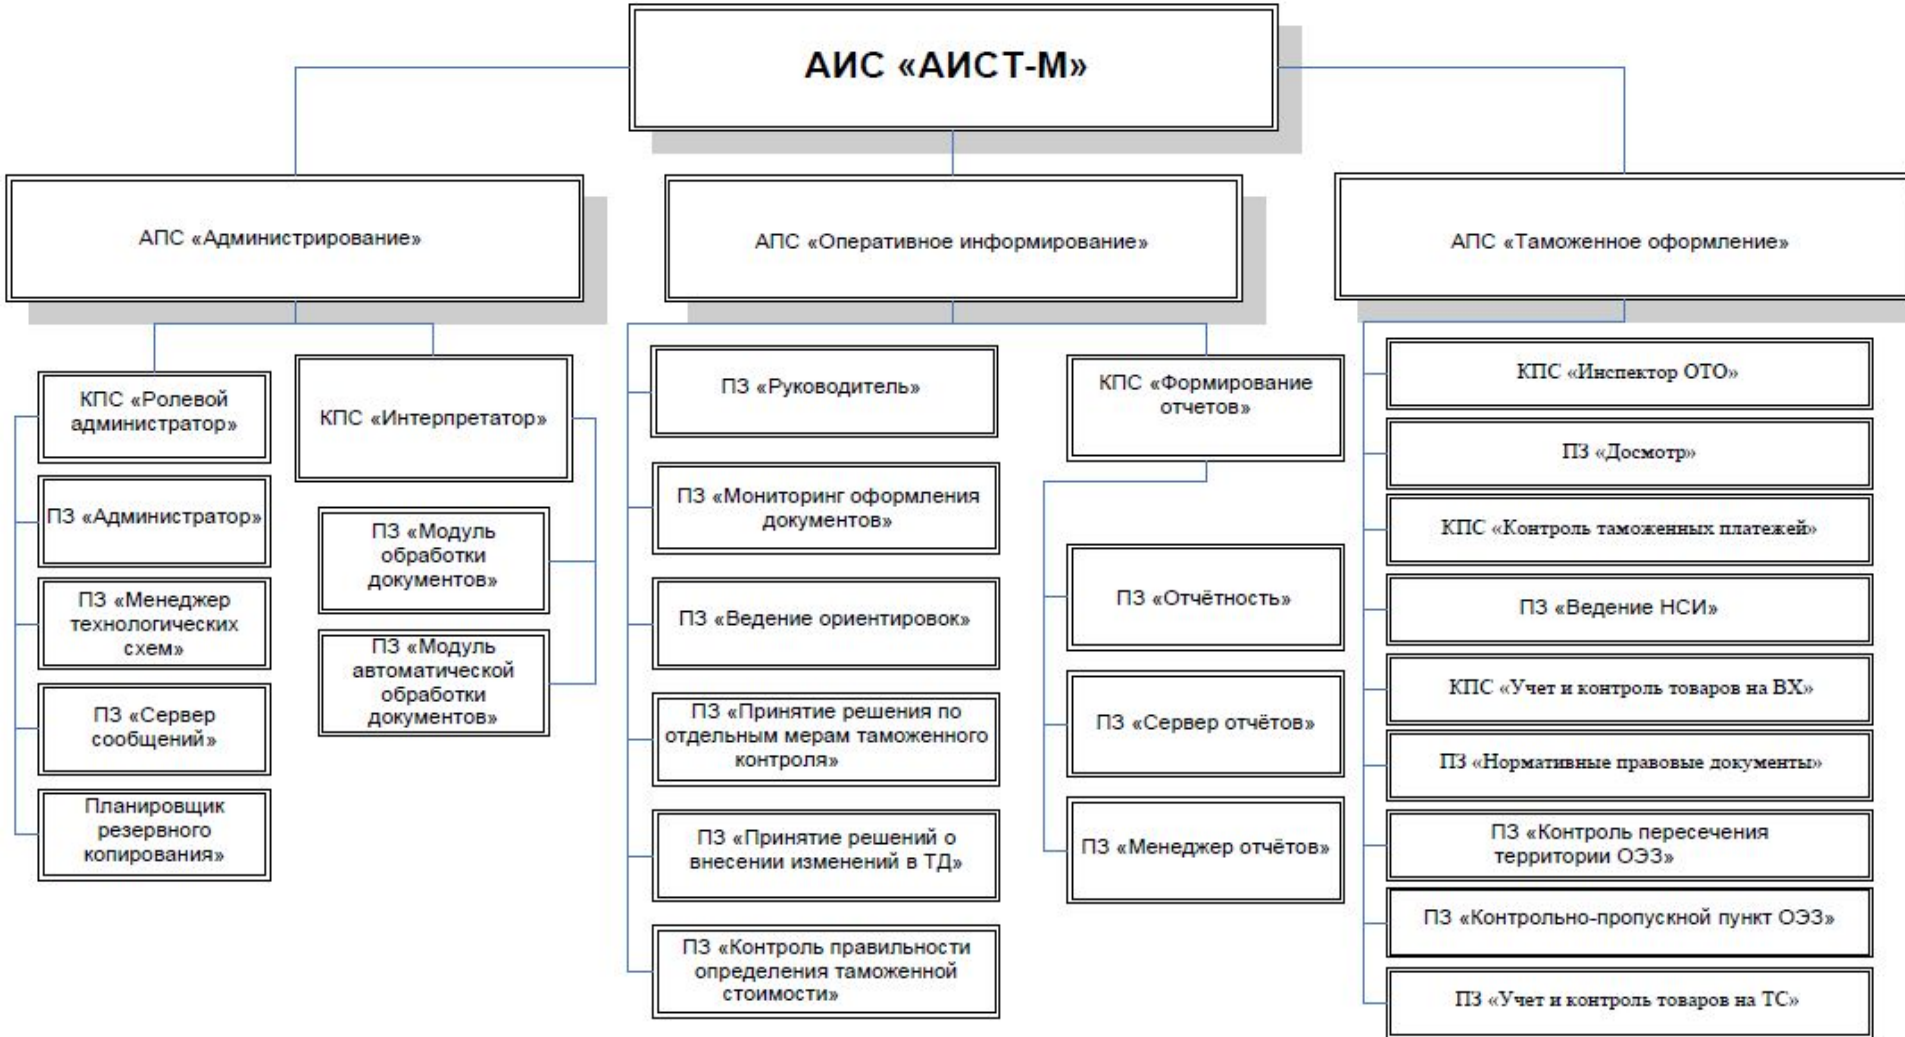 АИС «АИСТ-М»
АПС «Администрирование»
АПС «Оперативное информирование»
АПС «Таможенное оформление»
КПС «Ролевой
администратор»
ПЗ «Администратор»
ПЗ «Менеджер
технологических
схем»
ПЗ «Сервер
сообщений»
Планировщик
резервного
копирования»
КПС «Интерпретатор»
ПЗ «Модуль
обработки
документов»
ПЗ «Модуль
автоматической
обработки
документов»
ПЗ «Руководитель»
ПЗ «Мониторинг оформления
документов»
ПЗ «Ведение ориентировок»
ПЗ «Принятие решения по
отдельным мерам таможенного
контроля»
ПЗ «Принятие решений о
внесении изменений в ТД»
ПЗ «Контроль правильности
определения таможенной
стоимости»
КПС «Формирование
отчетов»
ПЗ «Отчётность»
ПЗ «Сервер отчётов»
ПЗ «Менеджер отчётов»
КПС «Инспектор ОТО»
ПЗ «Досмотр»
КПС «Контроль таможенных платежей»
ПЗ «Ведение НСИ»
КПС «Учет и контроль товаров на ВХ»
ПЗ «Нормативные правовые документы»
ПЗ «Контроль пересечения
территории ОЭЗ»
ПЗ «Контрольно-пропускной пункт ОЭЗ»
ПЗ «Учет и контроль товаров на ТС»